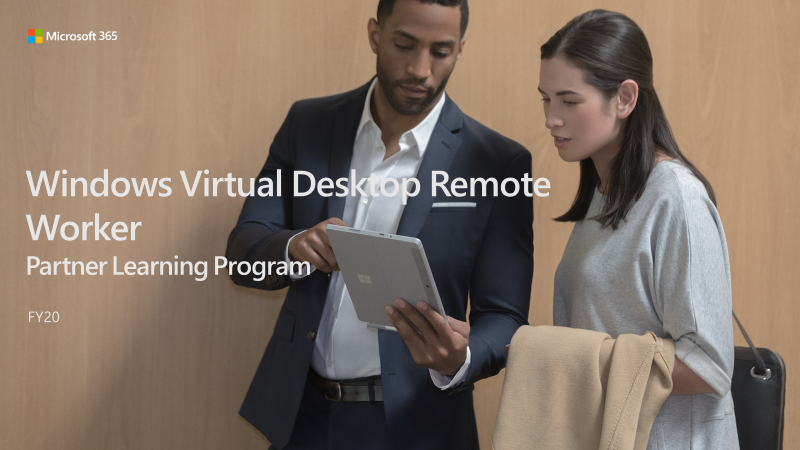 Microsoft 365
Windows Virtual Desktop Remote
Worker
Partner Learning Program
FY20